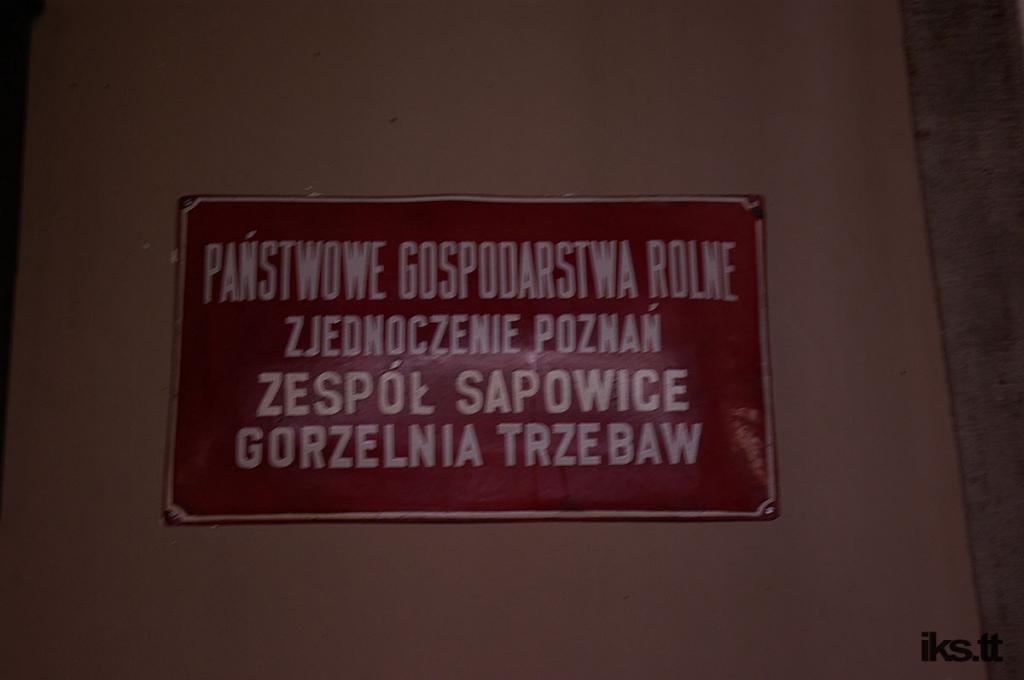 PAŃSTWOWE GOSPODARSTWA ROLNE
ZJEDNOCZENIE POZNAŃ
ZESPÓŁ SAPOWICE
GORZELNIA TRZEBAW
iks.tt